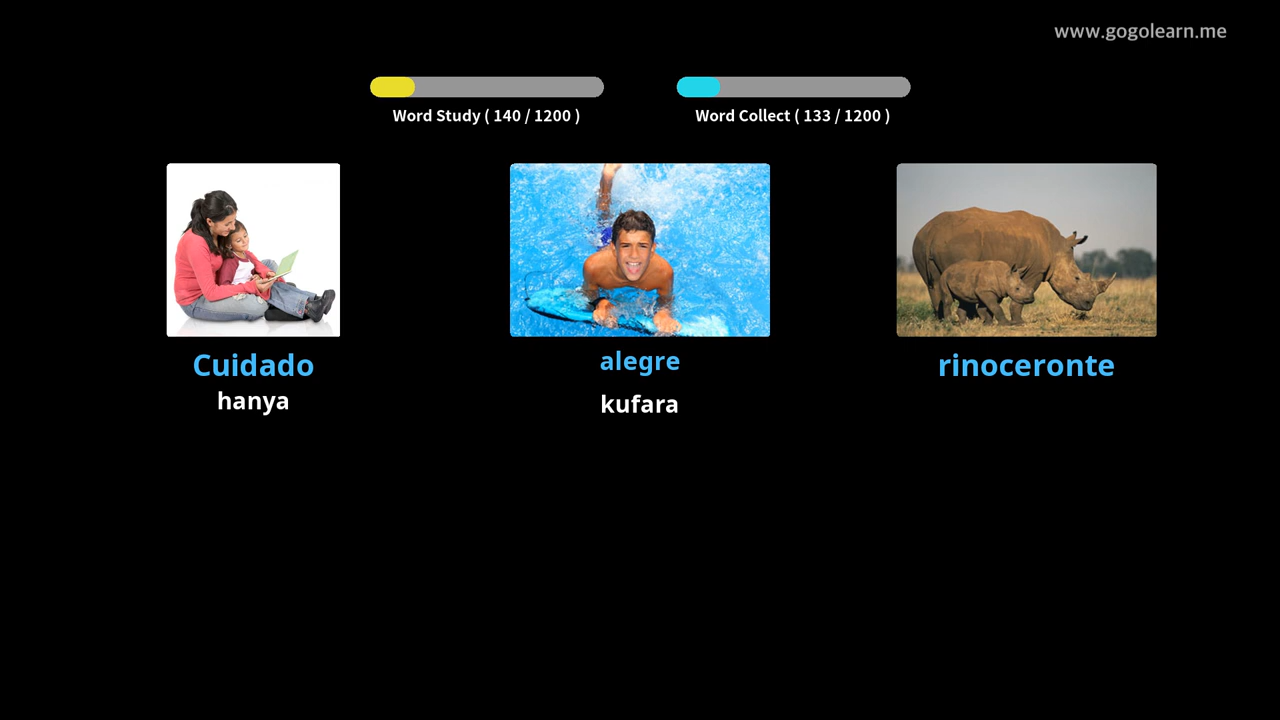 www.gogolearn.me
Word Study ( 140 / 1200 )
Word Collect ( 133 / 1200 )
Cuidado
hanya
alegre
kufara
rinoceronte